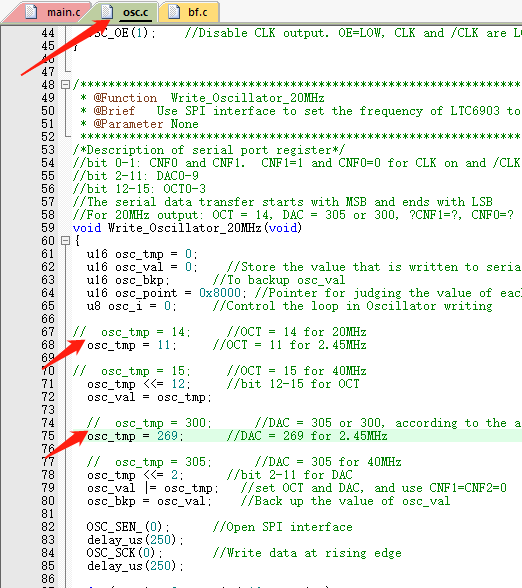 main.c osc.c bf.c
44 OSC_OE(1); //Disable CLK output. OE=LOW, CLK and /CLK are LO
45 }
46
47
48 /****************************************************************
49 * @Function Write_Oscillator_20MHz
50 * @Brief Use SPI interface to set the frequency of LTC6903 to
51 * @Parameter None
52 ****************************************************************
53 /*Description of serial port register*/
54 //bit 0-1: CNF0 and CNF1. CNF1=1 and CNF0=0 for CLK on and /CLK
55 //bit 2-11: DAC0-9
56 //bit 12-15: OCT0-3
57 //The serial data transfer starts with MSB and ends with LSB
58 //For 20MHz output: OCT = 14, DAC = 305 or 300, ?CNF1=?, CNF0=?
59 void Write_Oscillator_20MHz(void)
60 {
61 u16 osc_tmp = 0;
62 u16 osc_val = 0; //Store the value that is written to seria
63 u16 osc_bkp; //To backup osc_val
64 u16 osc_point = 0x8000; //Pointer for judging the value of eac
65 u8 osc_i = 0; //Control the loop in Oscillator writing
66
67 // osc_tmp = 14; //OCT = 14 for 20MHz
68 osc_tmp = 11; //OCT = 11 for 2.45MHz
69
70 // osc_tmp = 15; //OCT = 15 for 40MHz
71 osc_tmp <<= 12; //bit 12-15 for OCT
72 osc_val = osc_tmp;
73
74 // osc_tmp = 300; //DAC = 305 or 300, according to the a
75 osc_tmp = 269; //DAC = 269 for 2.45MHz
76
77 // osc_tmp = 305; //DAC = 305 for 40MHz
78 osc_tmp <<= 2; //bit 2-11 for DAC
79 osc_val |= osc_tmp; //set OCT and DAC, and use CNF1=CNF2=0
80 osc_bkp = osc_val; //Back up the value of osc_val
81
82 OSC_SEN_(0); //Open SPI interface
83 delay_us(250);
84 OSC_SCK(0); //Write data at rising edge
85 delay_us(250);
86